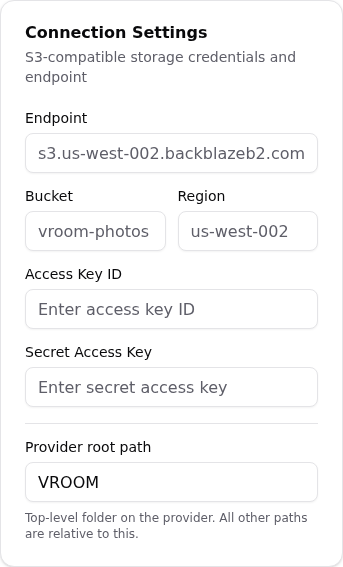 Connection Settings
S3-compatible storage credentials and
endpoint
Endpoint
s3.us-west-002.backblazeb2.com
Bucket
Region
vroom-photos
us-west-002
Access Key ID
Enter access key ID
Secret Access Key
Enter secret access key
Provider root path
VROOM
Top-level folder on the provider. All other paths
are relative to this.